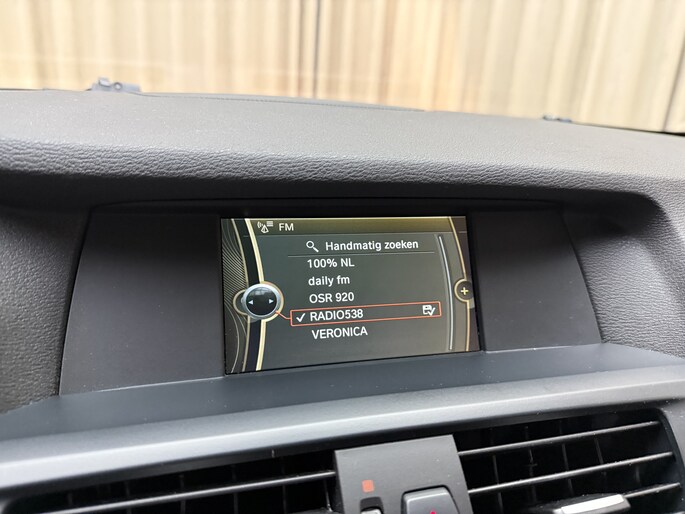 FM
Handmatig zoeken
100% NL
daily fm
OSR 920
RADIO538
VERONICA